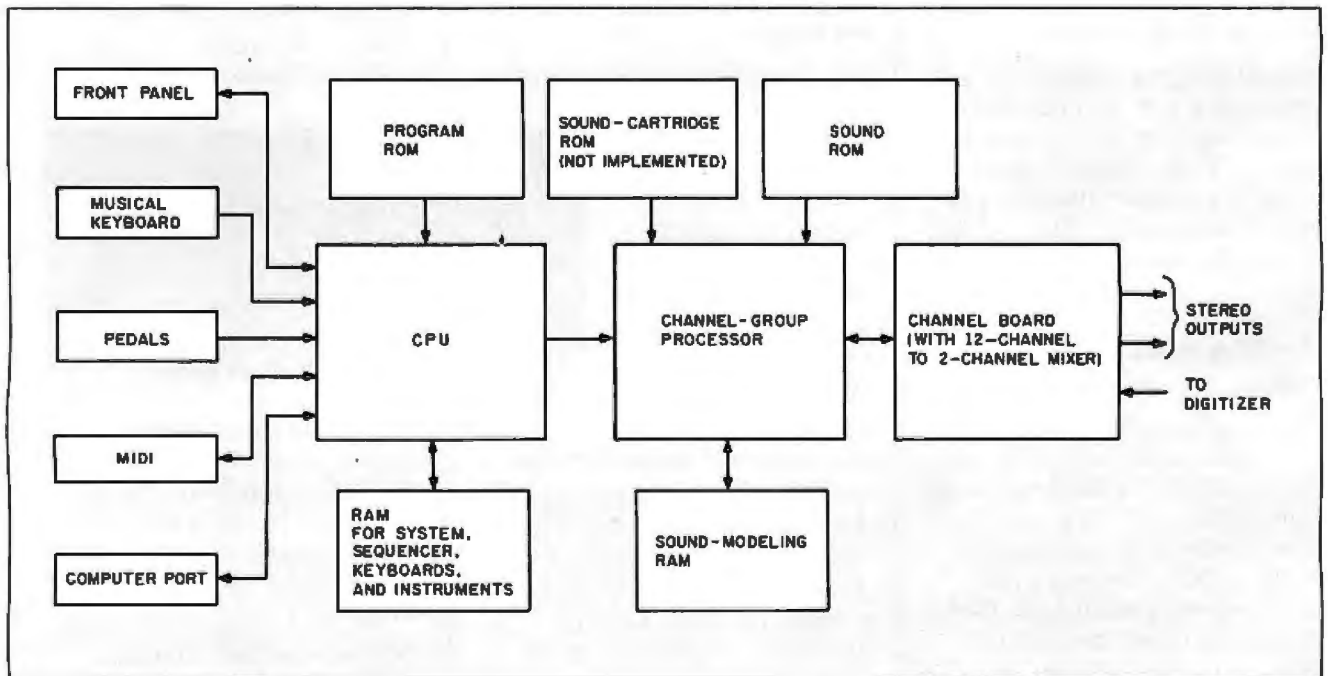 FRONT PANEL
MUSICAL
KEYBOARD
PEDALS
MIDI
COMPUTER PORT
PROGRAM
ROM
SOUND-CARTRIDGE
ROM
(NOT IMPLEMENTED)
SOUND
ROM
CPU
CHANNEL-GROUP
PROCESSOR
CHANNEL BOARD
(WITH 12-CHANNEL
TO 2-CHANNEL MIXER)
STEREO
OUTPUTS
TO
DIGITIZER
RAM
FOR SYSTEM,
SEQUENCER,
KEYBOARDS,
AND INSTRUMENTS
SOUND-MODELING
RAM